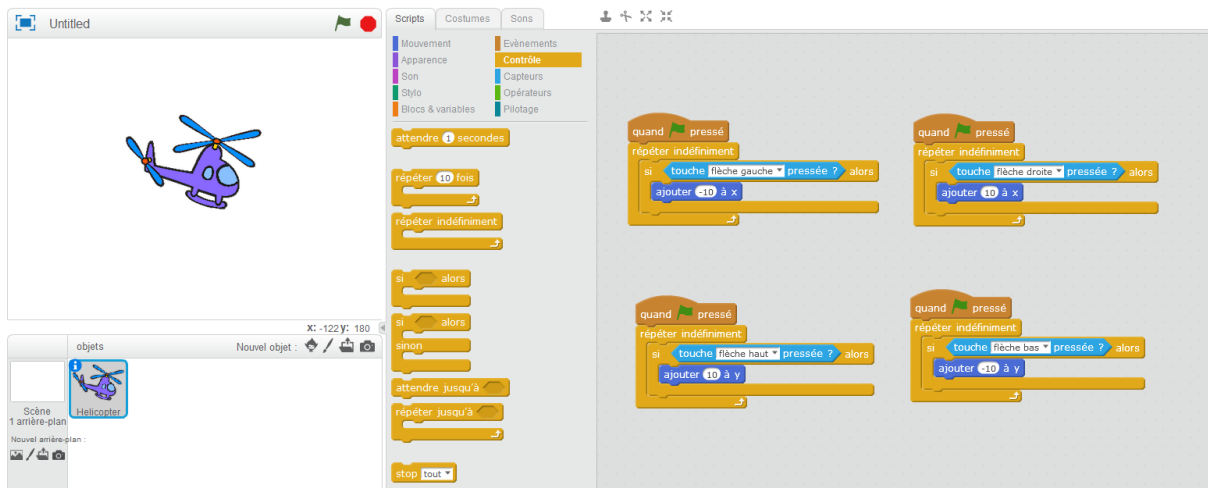 Untitled
x: -122 y: 180
objets
Nouvel objet :
Scène
1 arrière-plan
Nouvel arrière-plan :
Helicopter
Scripts
Costumes
Sons
Mouvement
Evènements
Apparence
Contrôle
Son
Capteurs
Stylo
Opérateurs
Blocs & variables
Pilotage
attendre 1 secondes
répéter 10 fois
répéter indéfiniment
si alors
si alors
sinon
attendre jusqu'à
répéter jusqu'à
stop tout
quand pressé
répéter indéfiniment
si touche flèche gauche pressée ? alors
ajouter -10 à x
quand pressé
répéter indéfiniment
si touche flèche droite pressée ? alors
ajouter 10 à x
quand pressé
répéter indéfiniment
si touche flèche haut pressée ? alors
ajouter 10 à y
quand pressé
répéter indéfiniment
si touche flèche bas pressée ? alors
ajouter -10 à y